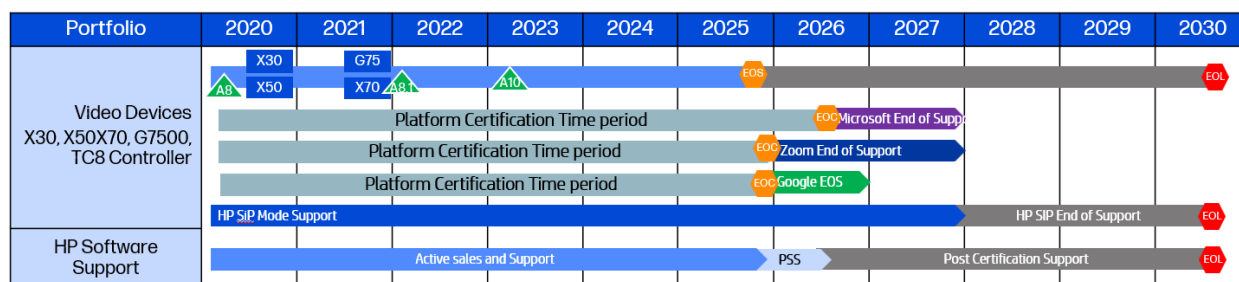 Portfolio 2020 2021 2022 2023 2024 2025 2026 2027 2028 2029 2030
Video Devices
X30, X50X70, G7500,
TC8 Controller
X30 G75
A8 X50 X70 A8.1 A10 EOS EOL
Platform Certification Time period EOC Microsoft End of Supp
Platform Certification Time period EOC Zoom End of Support
Platform Certification Time period EOC Google EOS
HP SiP Mode Support HP SIP End of Support EOL
HP Software
Support
Active sales and Support PSS Post Certification Support EOL